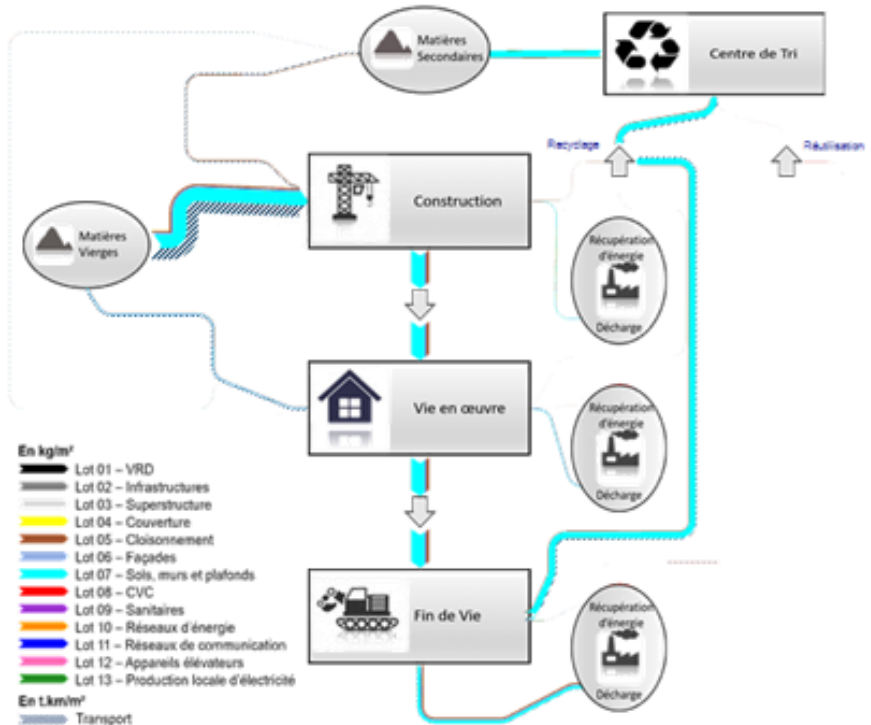 Matières
Secondaires
Centre de Tri
Recyclage
Réutilisation
Construction
Matières
Vierges
Récupération
d'énergie
Décharge
Vie en œuvre
Récupération
d'énergie
Décharge
En kg/m²
Lot 01 – VRD
Lot 02 – Infrastructures
Lot 03 – Superstructure
Lot 04 – Couverture
Lot 05 – Cloisonnement
Lot 06 – Façades
Lot 07 – Sols, murs et plafonds
Lot 08 – CVC
Lot 09 – Sanitaires
Lot 10 – Réseaux d'énergie
Lot 11 – Réseaux de communication
Lot 12 – Appareils élévateurs
Lot 13 – Production locale d'électricité
En t.km/m²
Transport
Fin de Vie
Récupération
d'énergie
Décharge